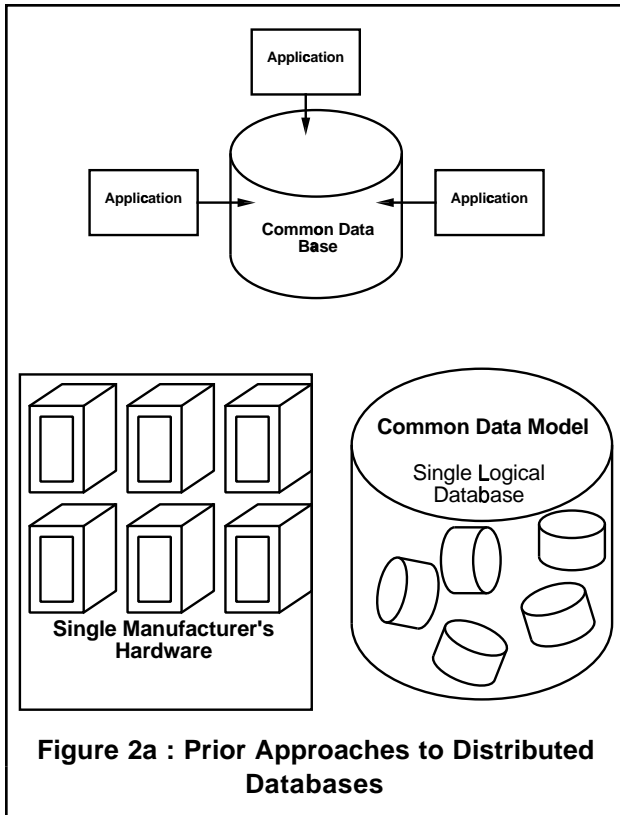 Application
Application
Application
Common Data
Base
Common Data Model
Single Logical
Database
Single Manufacturer's
Hardware
Figure 2a : Prior Approaches to Distributed
Databases